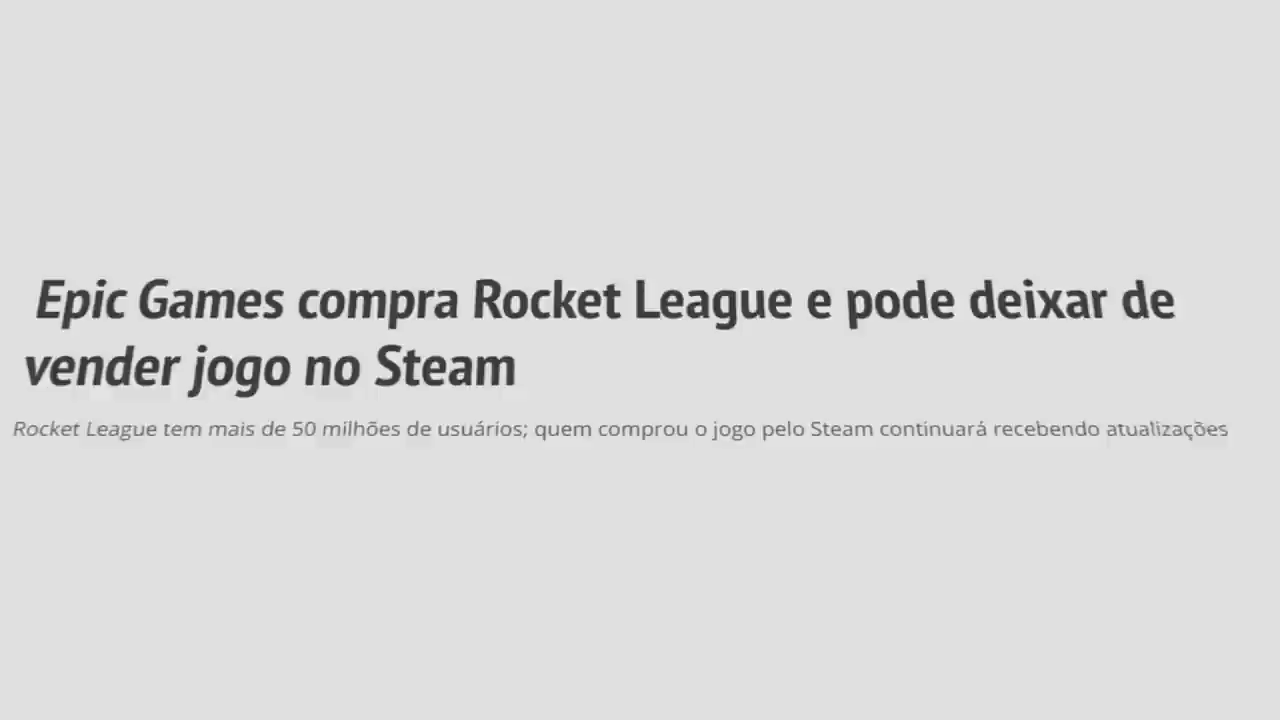 Epic Games compra Rocket League e pode deixar de
vender jogo no Steam
Rocket League tem mais de 50 milhões de usuários; quem comprou o jogo pelo Steam continuará recebendo atualizações